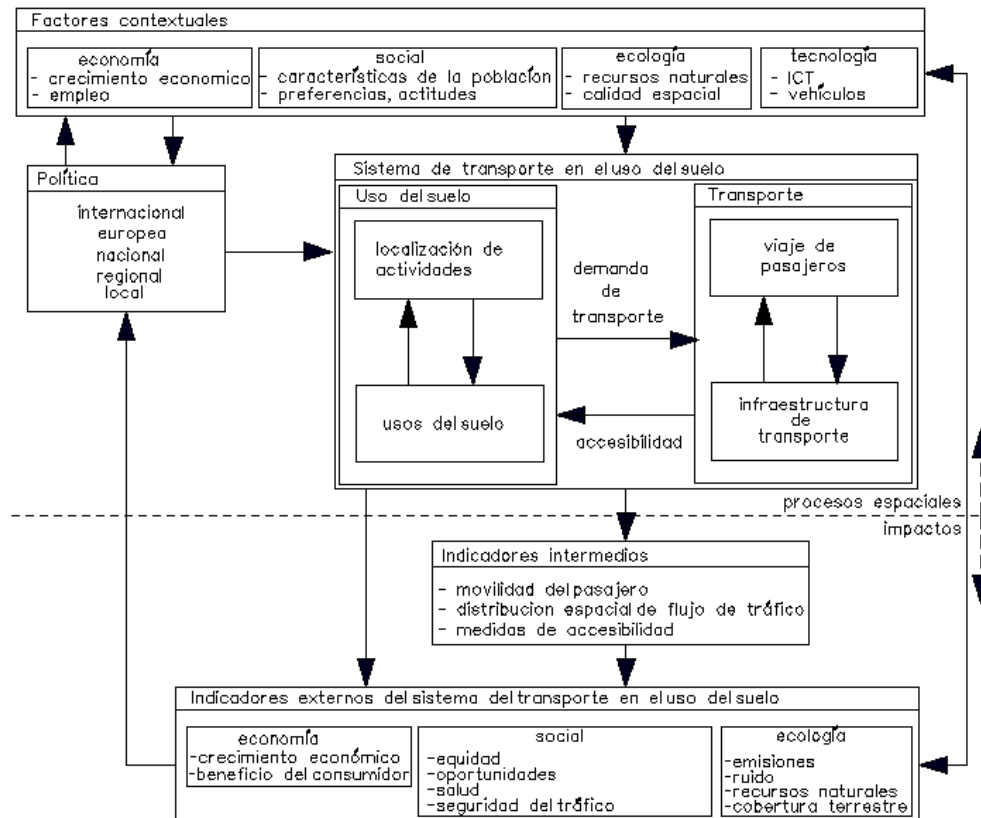 Factores contextuales
economía
- crecimiento economico
- empleo
social
- características de la población
- preferencias, actitudes
ecología
- recursos naturales
- calidad espacial
tecnología
- ICT
- vehículos
Política
internacional
europea
nacional
regional
local
Sistema de transporte en el uso del suelo
Uso del suelo
localización de
actividades
usos del suelo
demanda
de
transporte
accesibilidad
Transporte
viaje de
pasajeros
infraestructura
de
transporte
procesos espaciales
impactos
Indicadores intermedios
- movilidad del pasajero
- distribucion espacial de flujo de tráfico
- medidas de accesibilidad
Indicadores externos del sistema del transporte en el uso del suelo
economía
-crecimiento económico
-beneficio del consumidor
social
-equidad
-oportunidades
-salud
-seguridad del tráfico
ecología
-emisiones
-ruido
-recursos naturales
-cobertura terrestre